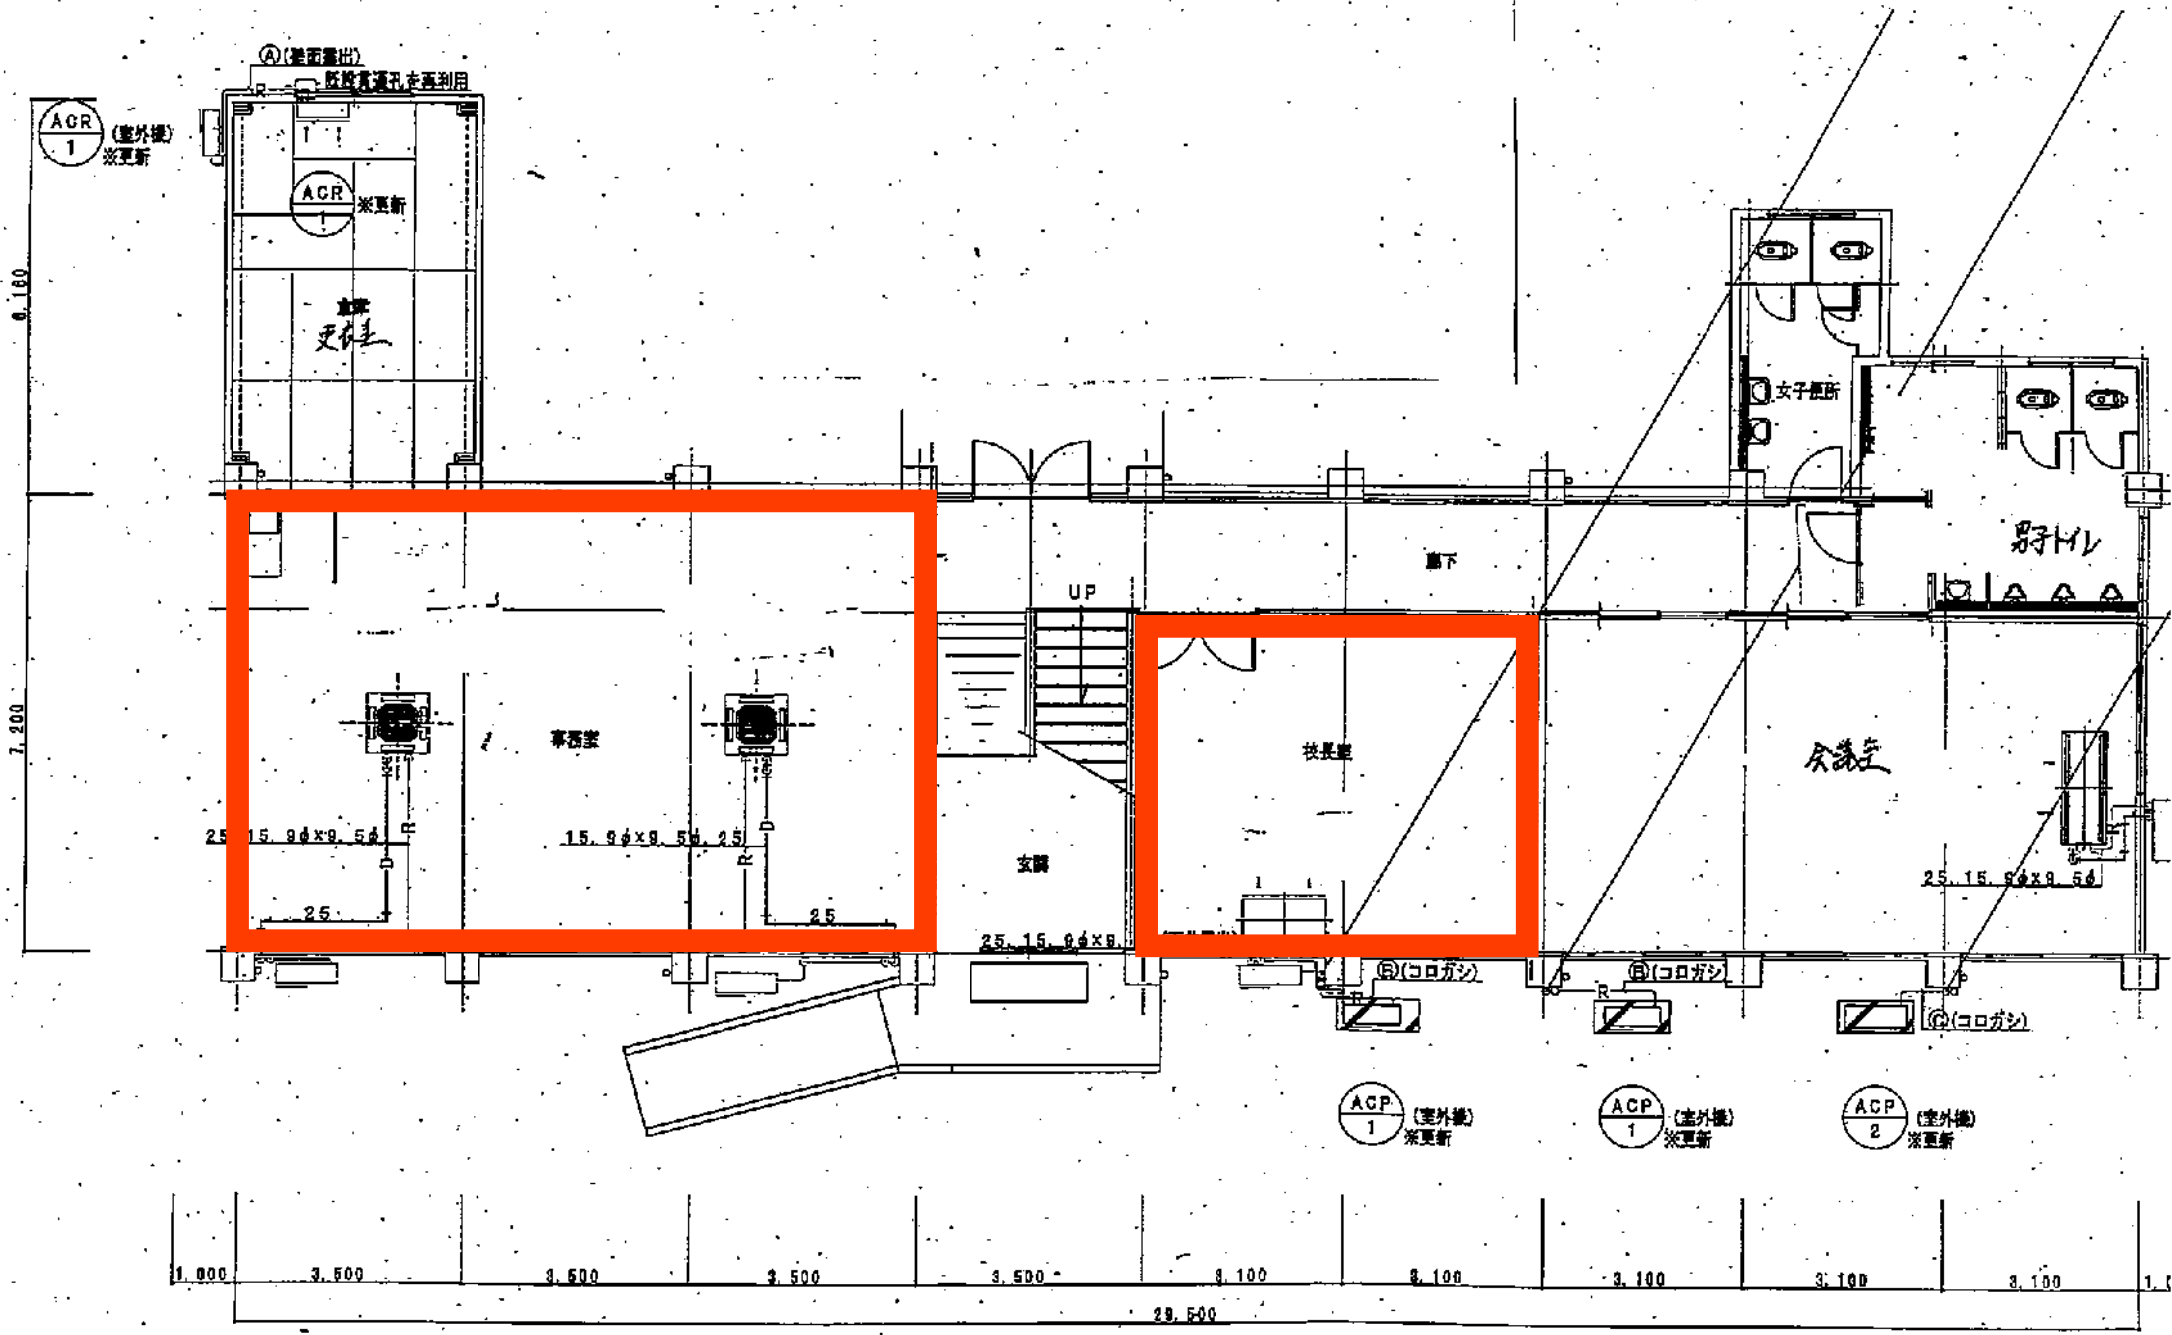 Ⓐ(壁面露出)
既設貫通孔を再利用
R
ACR
1
(室外機)
※更新
ACR
1
※更新
更衣室
6,160
女子便所
男子トイレ
廊下
UP
7,200
事務室
校長室
会議室
玄関
25 15.9φ×9.5φ
R
D
15.9φ×9.5φ 25
R
D
25
25
25. 15.9φ×9.
25. 15.9φ×9.5φ
Ⓑ(コロガシ)
R
Ⓑ(コロガシ)
R
Ⓒ(コロガシ)
ACP
1
(室外機)
※更新
ACP
1
(室外機)
※更新
ACP
2
(室外機)
※更新
1,000 3,500 3,500 3,500 3,500 3,100 3,100 3,100 3,100 3,100
29,500